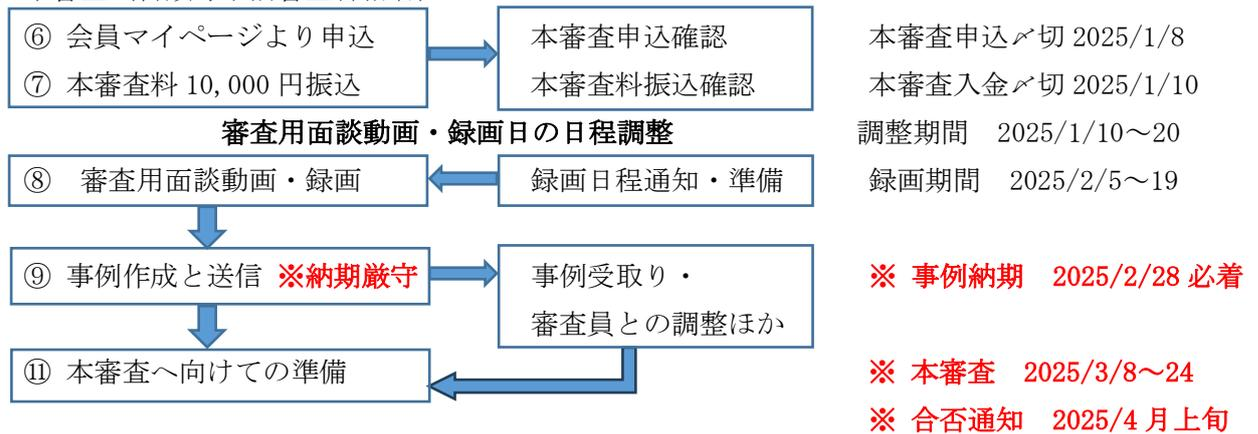 ⑥ 会員マイページより申込
本審査申込確認
本審査申込〆切 2025/1/8
⑦ 本審査料 10,000 円振込
本審査料振込確認
本審査入金〆切 2025/1/10
審査用面談動画・録画日の日程調整
調整期間 2025/1/10～20
⑧ 審査用面談動画・録画
録画日程通知・準備
録画期間 2025/2/5～19
⑨ 事例作成と送信 ※納期厳守
事例受取り・
審査員との調整ほか
※ 事例納期 2025/2/28 必着
⑪ 本審査へ向けての準備
※ 本審査 2025/3/8～24
※ 合否通知 2025/4 月上旬